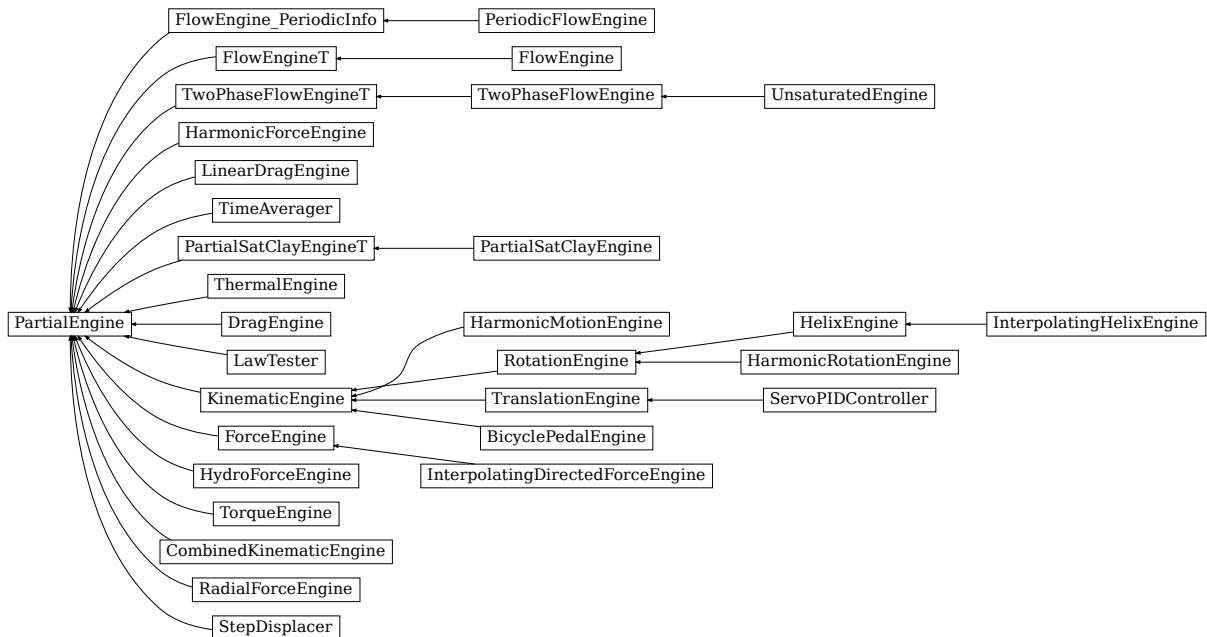 FlowEngine_PeriodicInfo
PeriodicFlowEngine
FlowEngineT
FlowEngine
TwoPhaseFlowEngineT
TwoPhaseFlowEngine
UnsaturatedEngine
HarmonicForceEngine
LinearDragEngine
TimeAverager
PartialSatClayEngineT
PartialSatClayEngine
ThermalEngine
PartialEngine
DragEngine
HarmonicMotionEngine
HelixEngine
InterpolatingHelixEngine
LawTester
RotationEngine
HarmonicRotationEngine
KinematicEngine
TranslationEngine
ServoPIDController
ForceEngine
BicyclePedalEngine
HydroForceEngine
InterpolatingDirectedForceEngine
TorqueEngine
CombinedKinematicEngine
RadialForceEngine
StepDisplacer